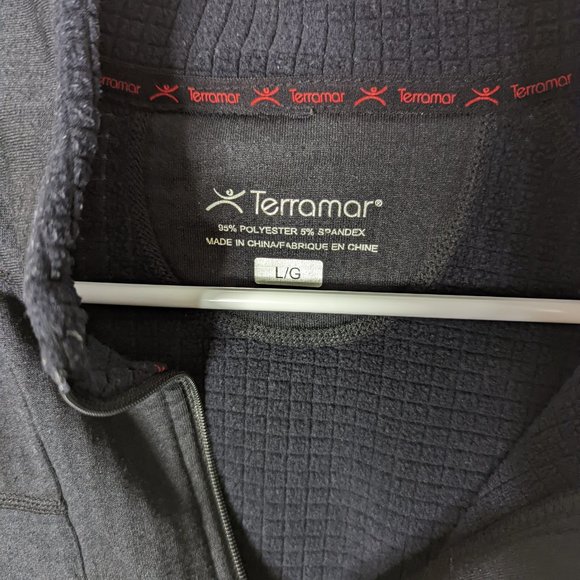 Terramar Terramar Terramar Terramar
Terramar®
95% POLYESTER 5% SPANDEX
MADE IN CHINA/FABRIQUE EN CHINE
L/G